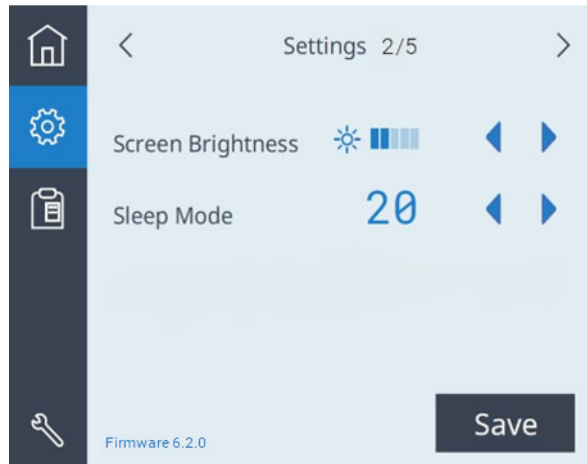 Settings 2/5
Screen Brightness
Sleep Mode 20
Save
Firmware 6.2.0